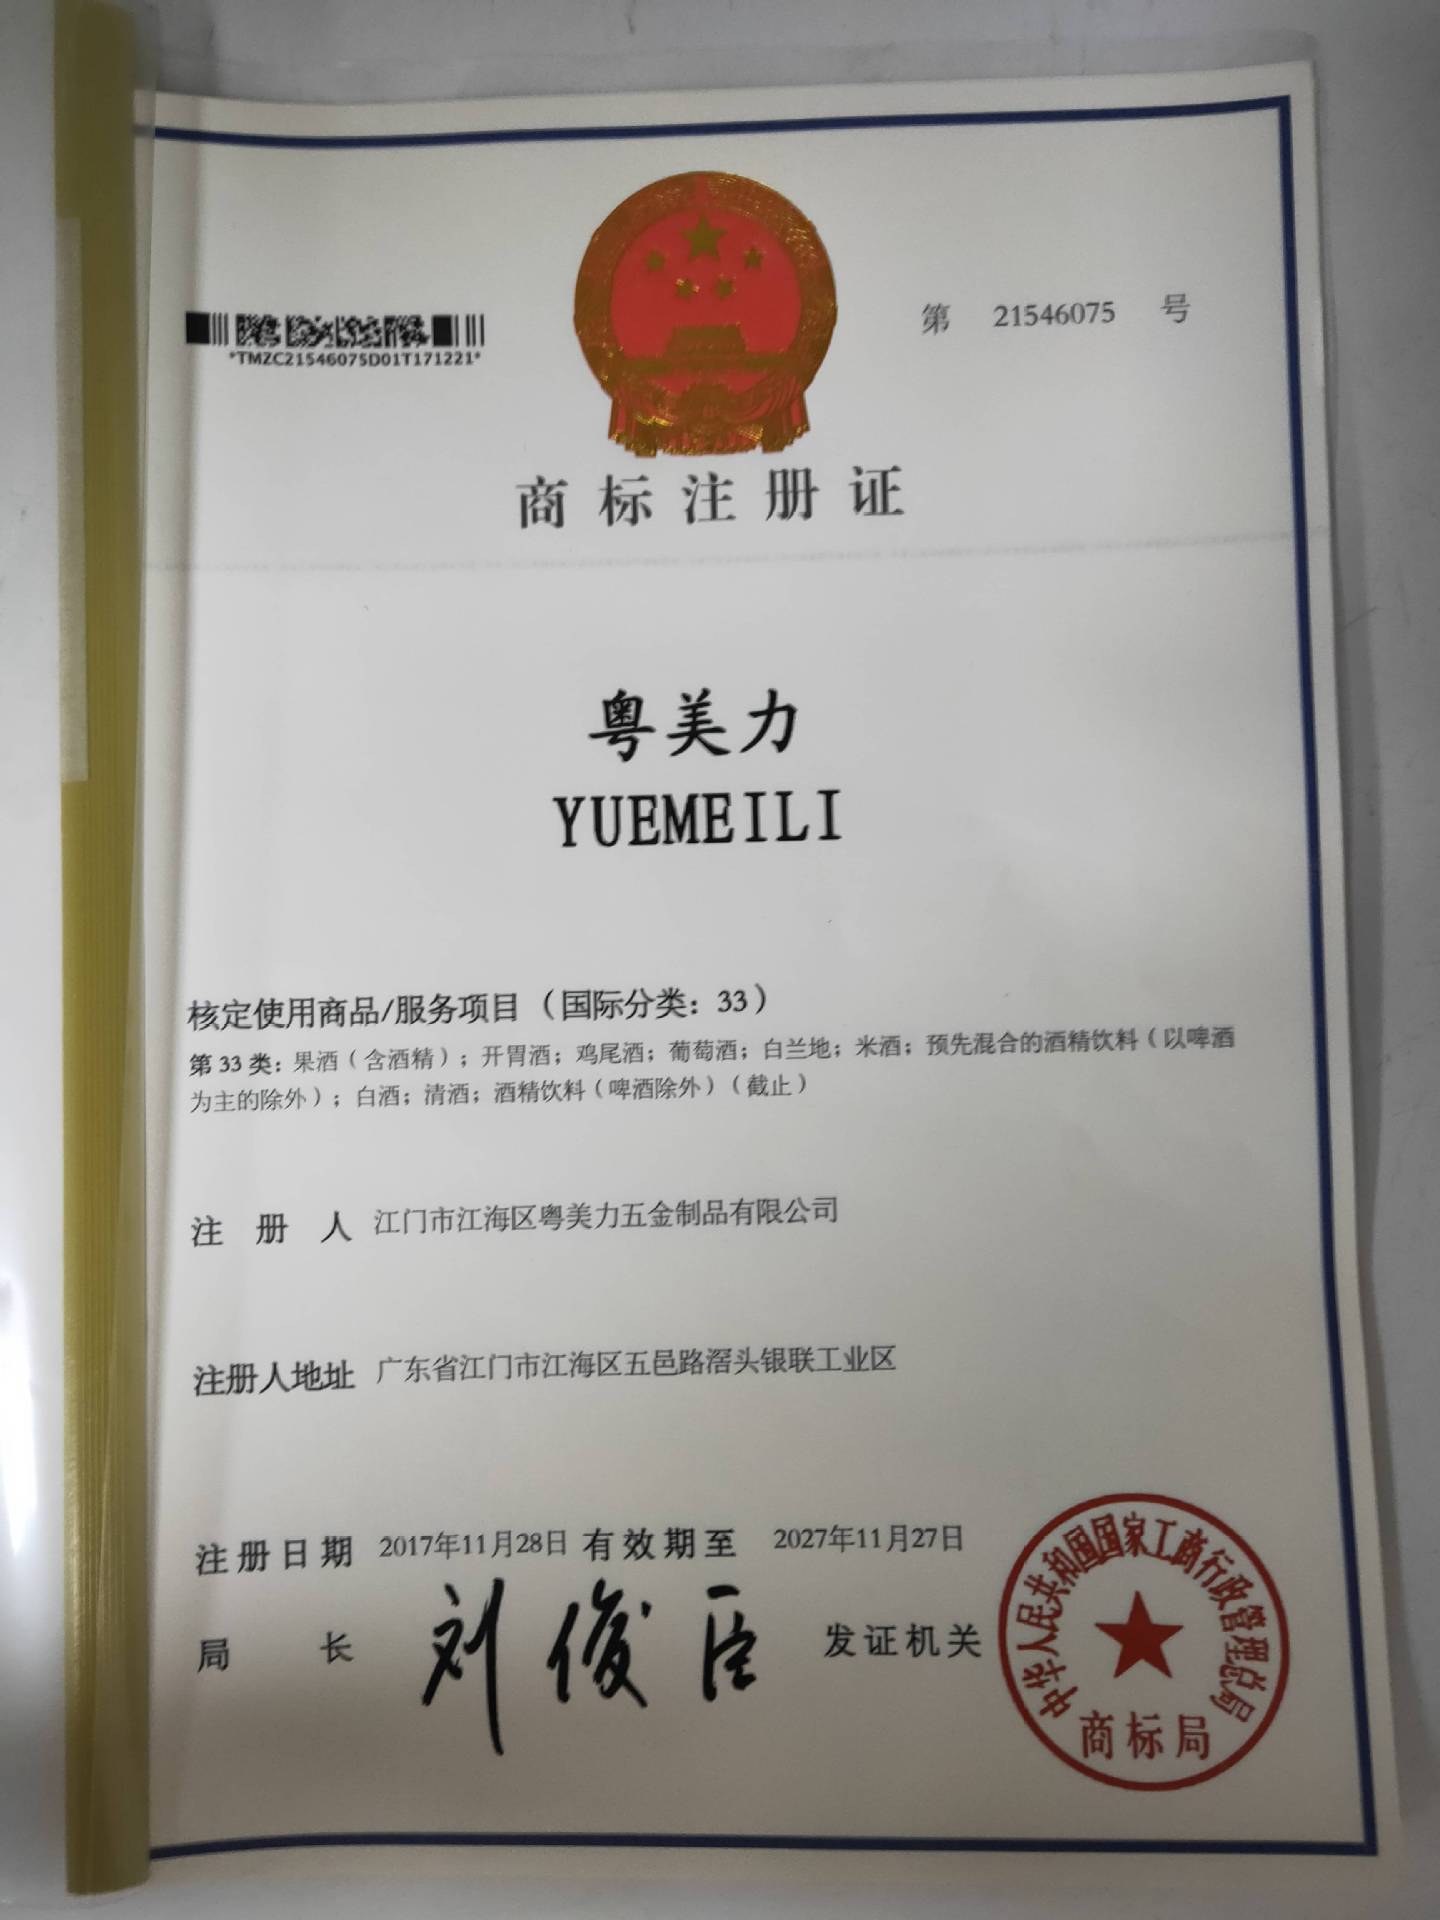 *TMZC21546075D01T171221*
第 21546075 号
商标注册证
粤美力
YUEMEILI
核定使用商品/服务项目（国际分类：33）
第 33 类：果酒（含酒精）；开胃酒；鸡尾酒；葡萄酒；白兰地；米酒；预先混合的酒精饮料（以啤酒
为主的除外）；白酒；清酒；酒精饮料（啤酒除外）（截止）
注册人 江门市江海区粤美力五金制品有限公司
注册人地址 广东省江门市江海区五邑路滘头银联工业区
注册日期 2017年11月28日 有效期至 2027年11月27日
局长 刘俊臣 发证机关
中华人民共和国国家工商行政管理总局
商标局